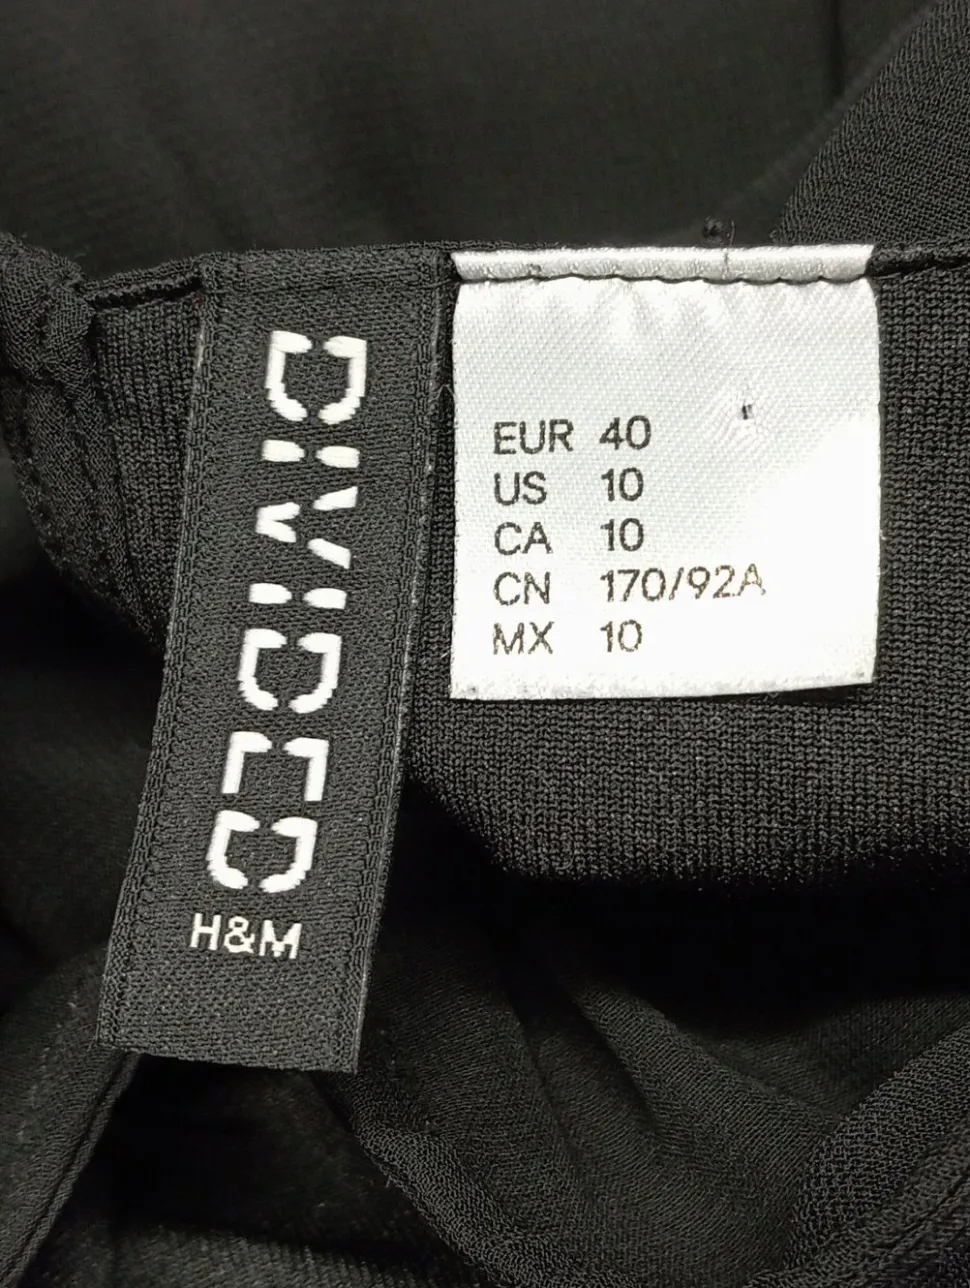 DIVIDED
H&M
EUR 40
US 10
CA 10
CN 170/92A
MX 10